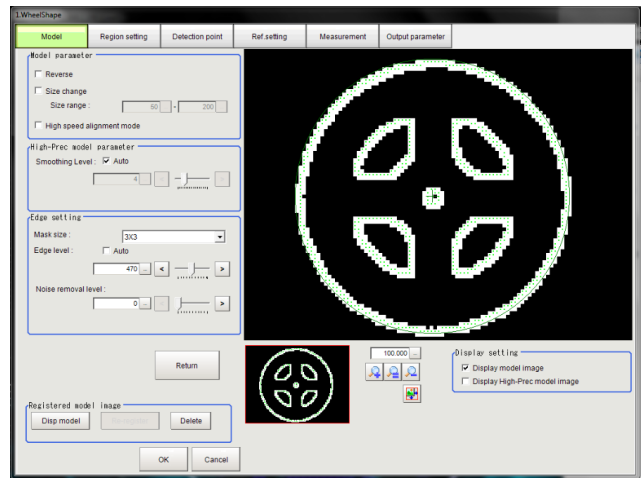 1.WheelShape
Model Region setting Detection point Ref.setting Measurement Output parameter
Model parameter
Reverse
Size change
Size range : 60 - 200
High speed alignment mode
High-Prec model parameter
Smoothing Level : Auto
4
Edge setting
Mask size : 3X3
Edge level : Auto
470 ... < >
Noise removal level :
0 ... >
Return
100.000 ...
Display setting
Display model image
Display High-Prec model image
Registered model image
Disp model Delete
OK Cancel